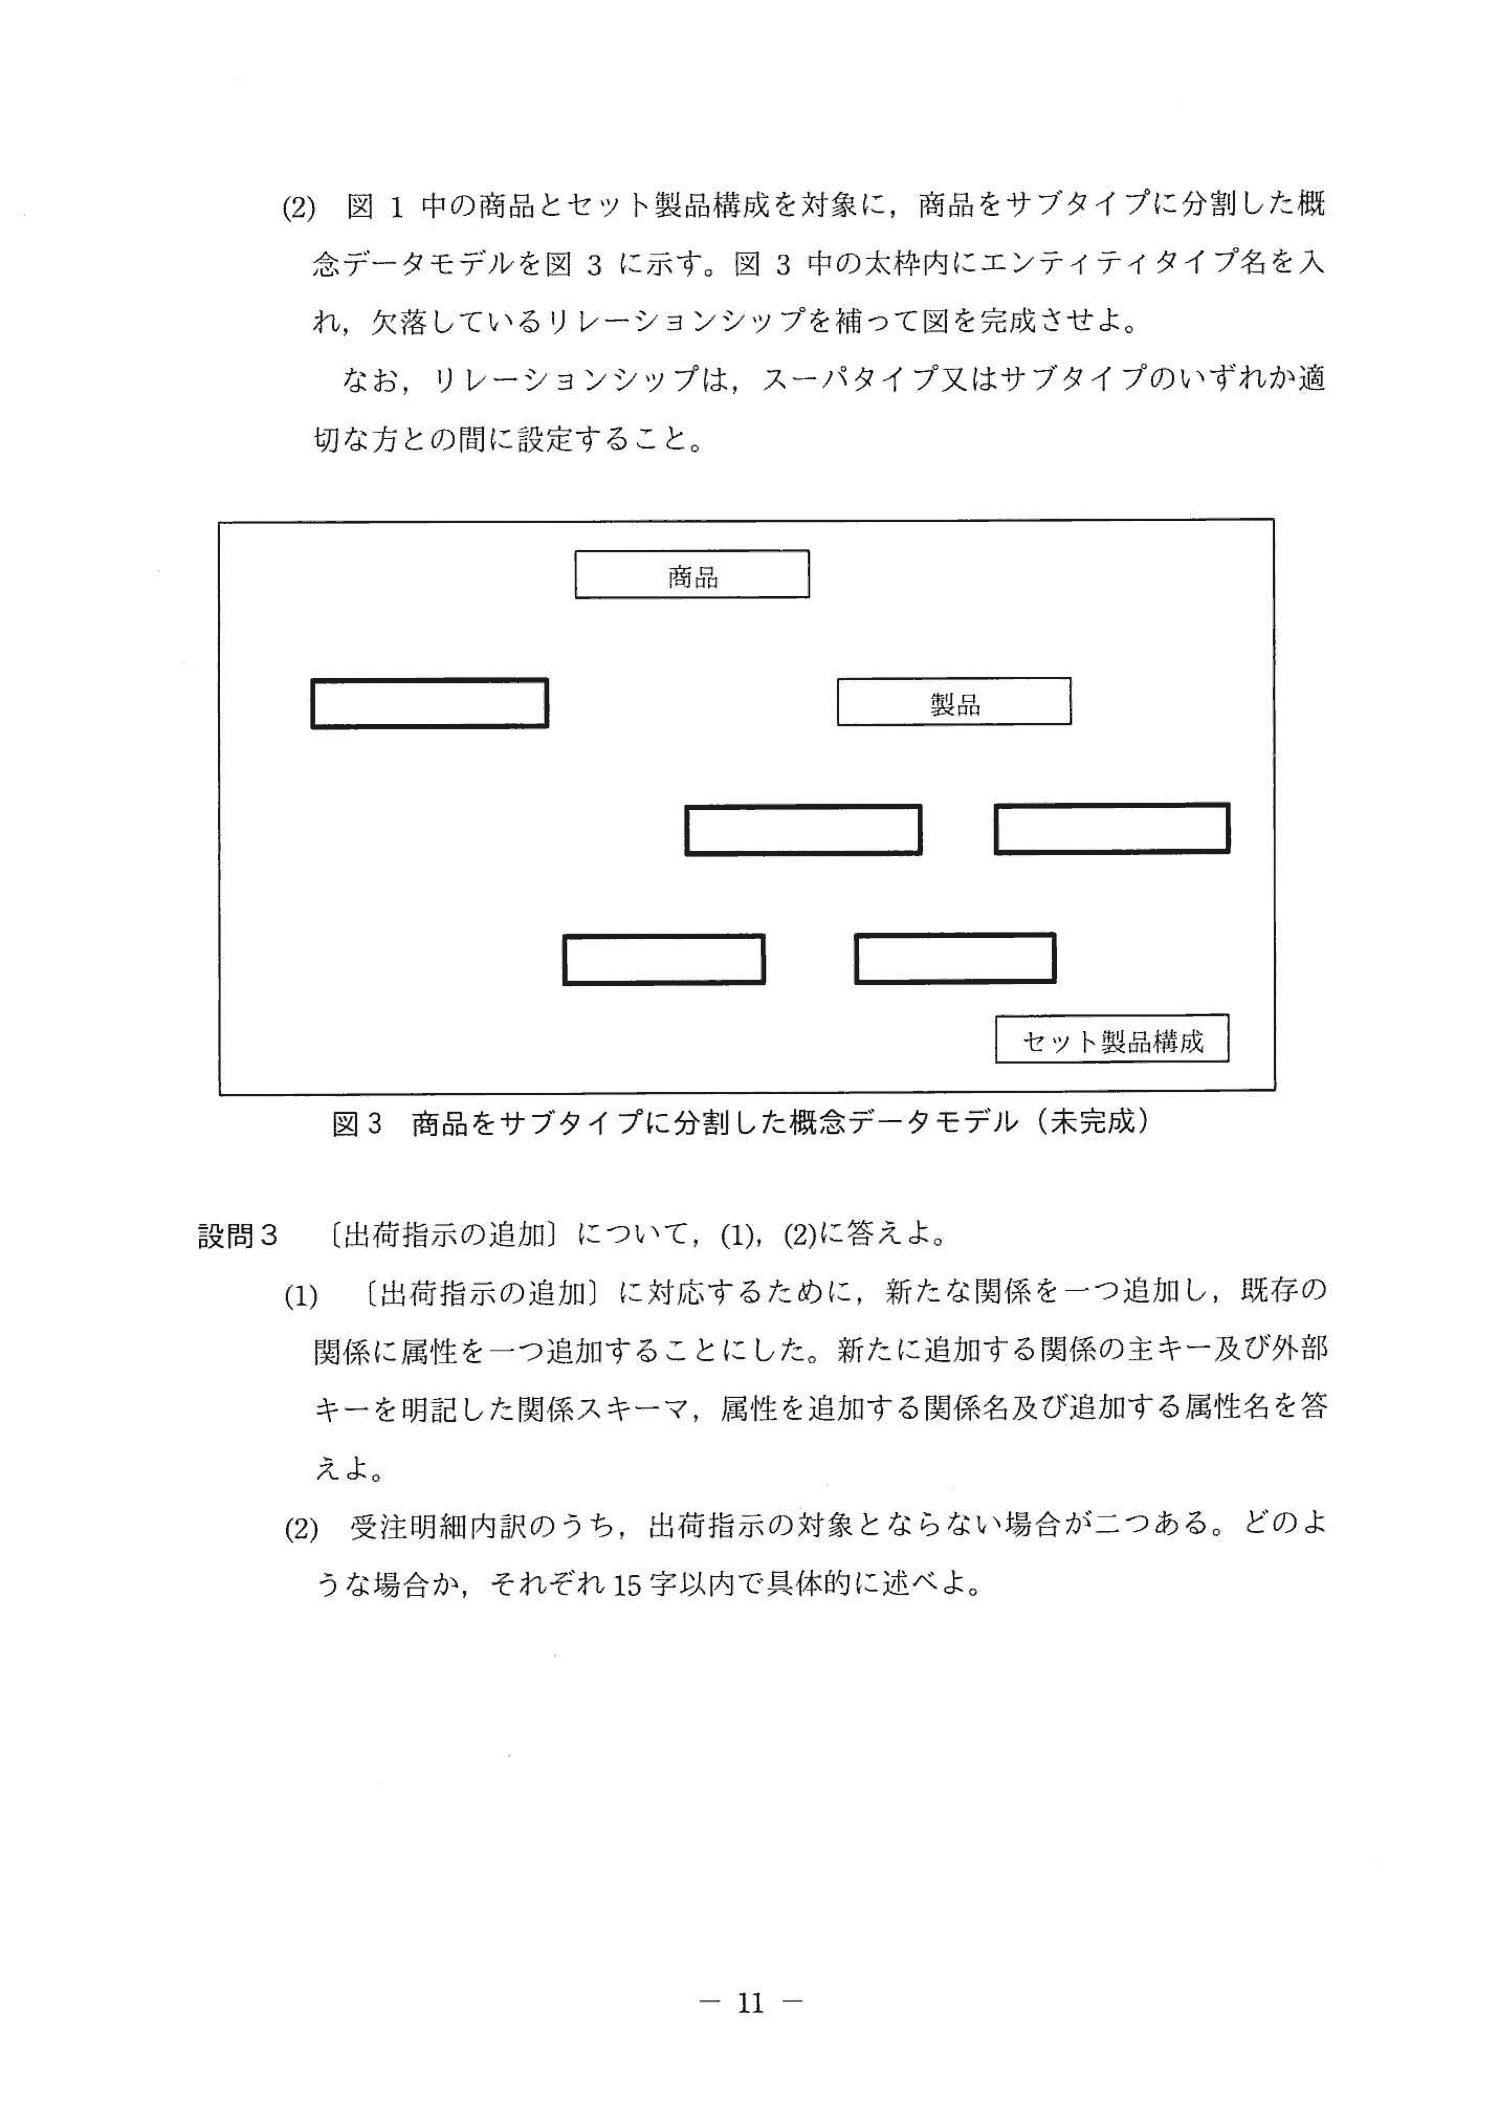 (2) 図 1 中の商品とセット製品構成を対象に，商品をサブタイプに分割した概
念データモデルを図 3 に示す。図 3 中の太枠内にエンティティタイプ名を入
れ，欠落しているリレーションシップを補って図を完成させよ。
なお，リレーションシップは，スーパタイプ又はサブタイプのいずれか適
切な方との間に設定すること。
商品
製品
セット製品構成
図 3 商品をサブタイプに分割した概念データモデル（未完成）
設問３ 〔出荷指示の追加〕について，(1)，(2)に答えよ。
(1) 〔出荷指示の追加〕に対応するために，新たな関係を一つ追加し，既存の
関係に属性を一つ追加することにした。新たに追加する関係の主キー及び外部
キーを明記した関係スキーマ，属性を追加する関係名及び追加する属性名を答
えよ。
(2) 受注明細内訳のうち，出荷指示の対象とならない場合が二つある。どのよ
うな場合か，それぞれ 15 字以内で具体的に述べよ。
－ 11 －